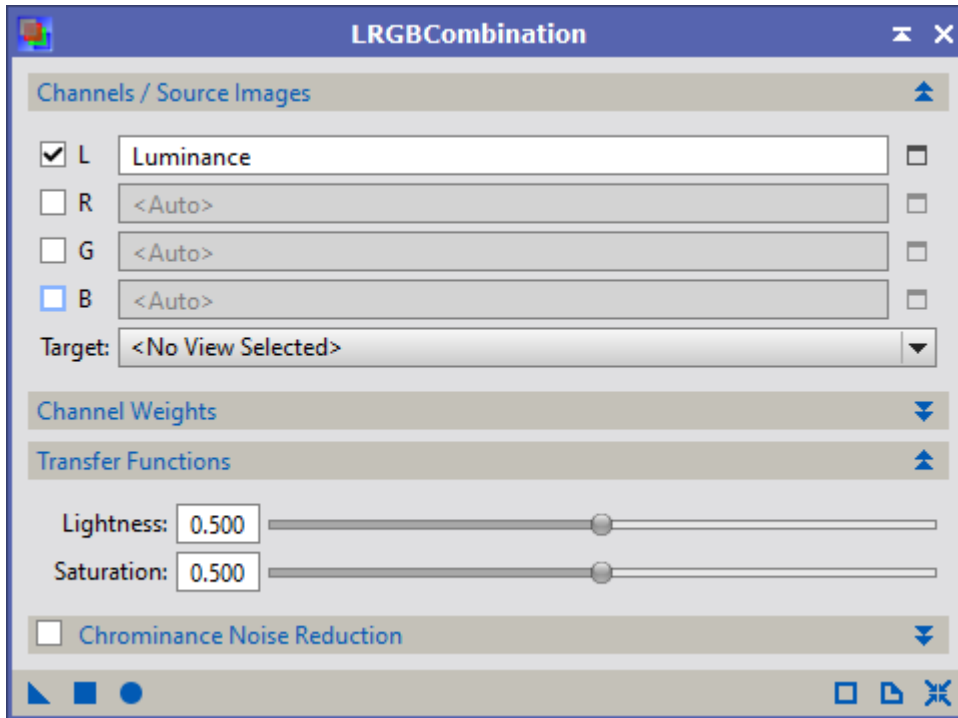 LRGBCombination
Channels / Source Images
L Luminance
R <Auto>
G <Auto>
B <Auto>
Target: <No View Selected>
Channel Weights
Transfer Functions
Lightness: 0.500
Saturation: 0.500
Chrominance Noise Reduction